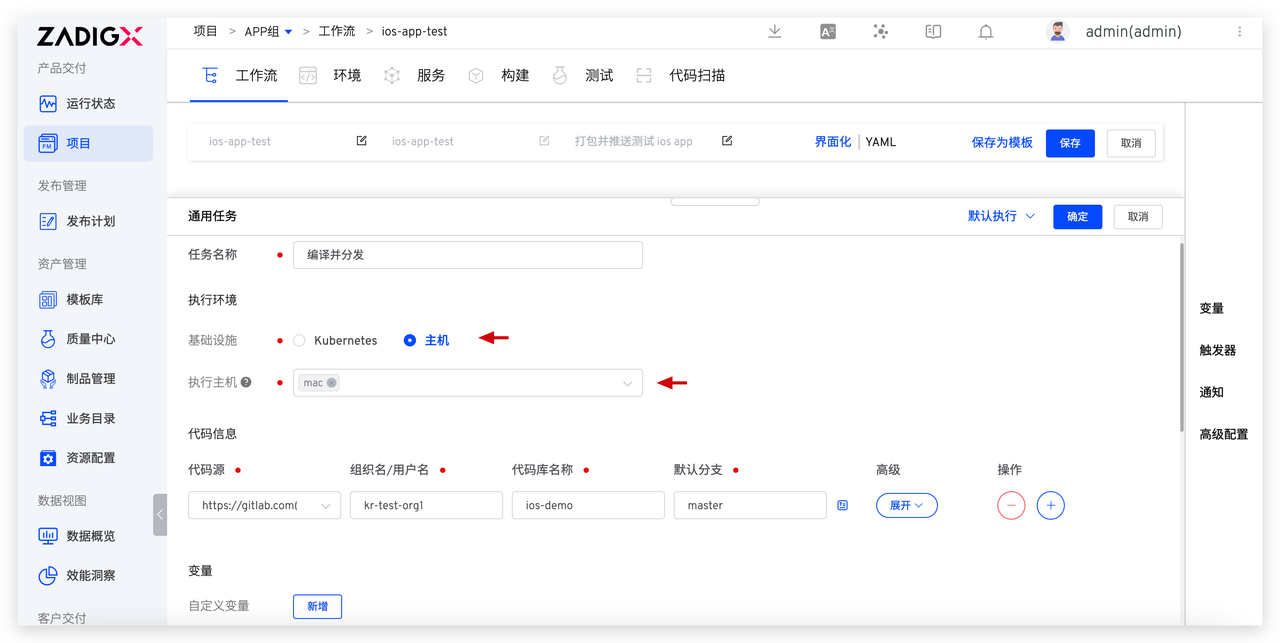 ZADIGX
项目 > APP组 > 工作流 > ios-app-test
admin(admin)
产品交付
运行状态
项目
发布管理
发布计划
资产管理
模板库
质量中心
制品管理
业务目录
资源配置
数据视图
数据概览
效能洞察
客户交付
工作流 环境 服务 构建 测试 代码扫描
ios-app-test ios-app-test 打包并推送测试 ios app 界面化 | YAML 保存为模板 保存 取消
通用任务 默认执行 确定 取消
任务名称 编译并分发
执行环境
基础设施 Kubernetes 主机
执行主机 mac
代码信息
代码源 组织名/用户名 代码库名称 默认分支 高级 操作
https://gitlab.com( kr-test-org1 ios-demo master 展开
变量
自定义变量 新增
变量
触发器
通知
高级配置